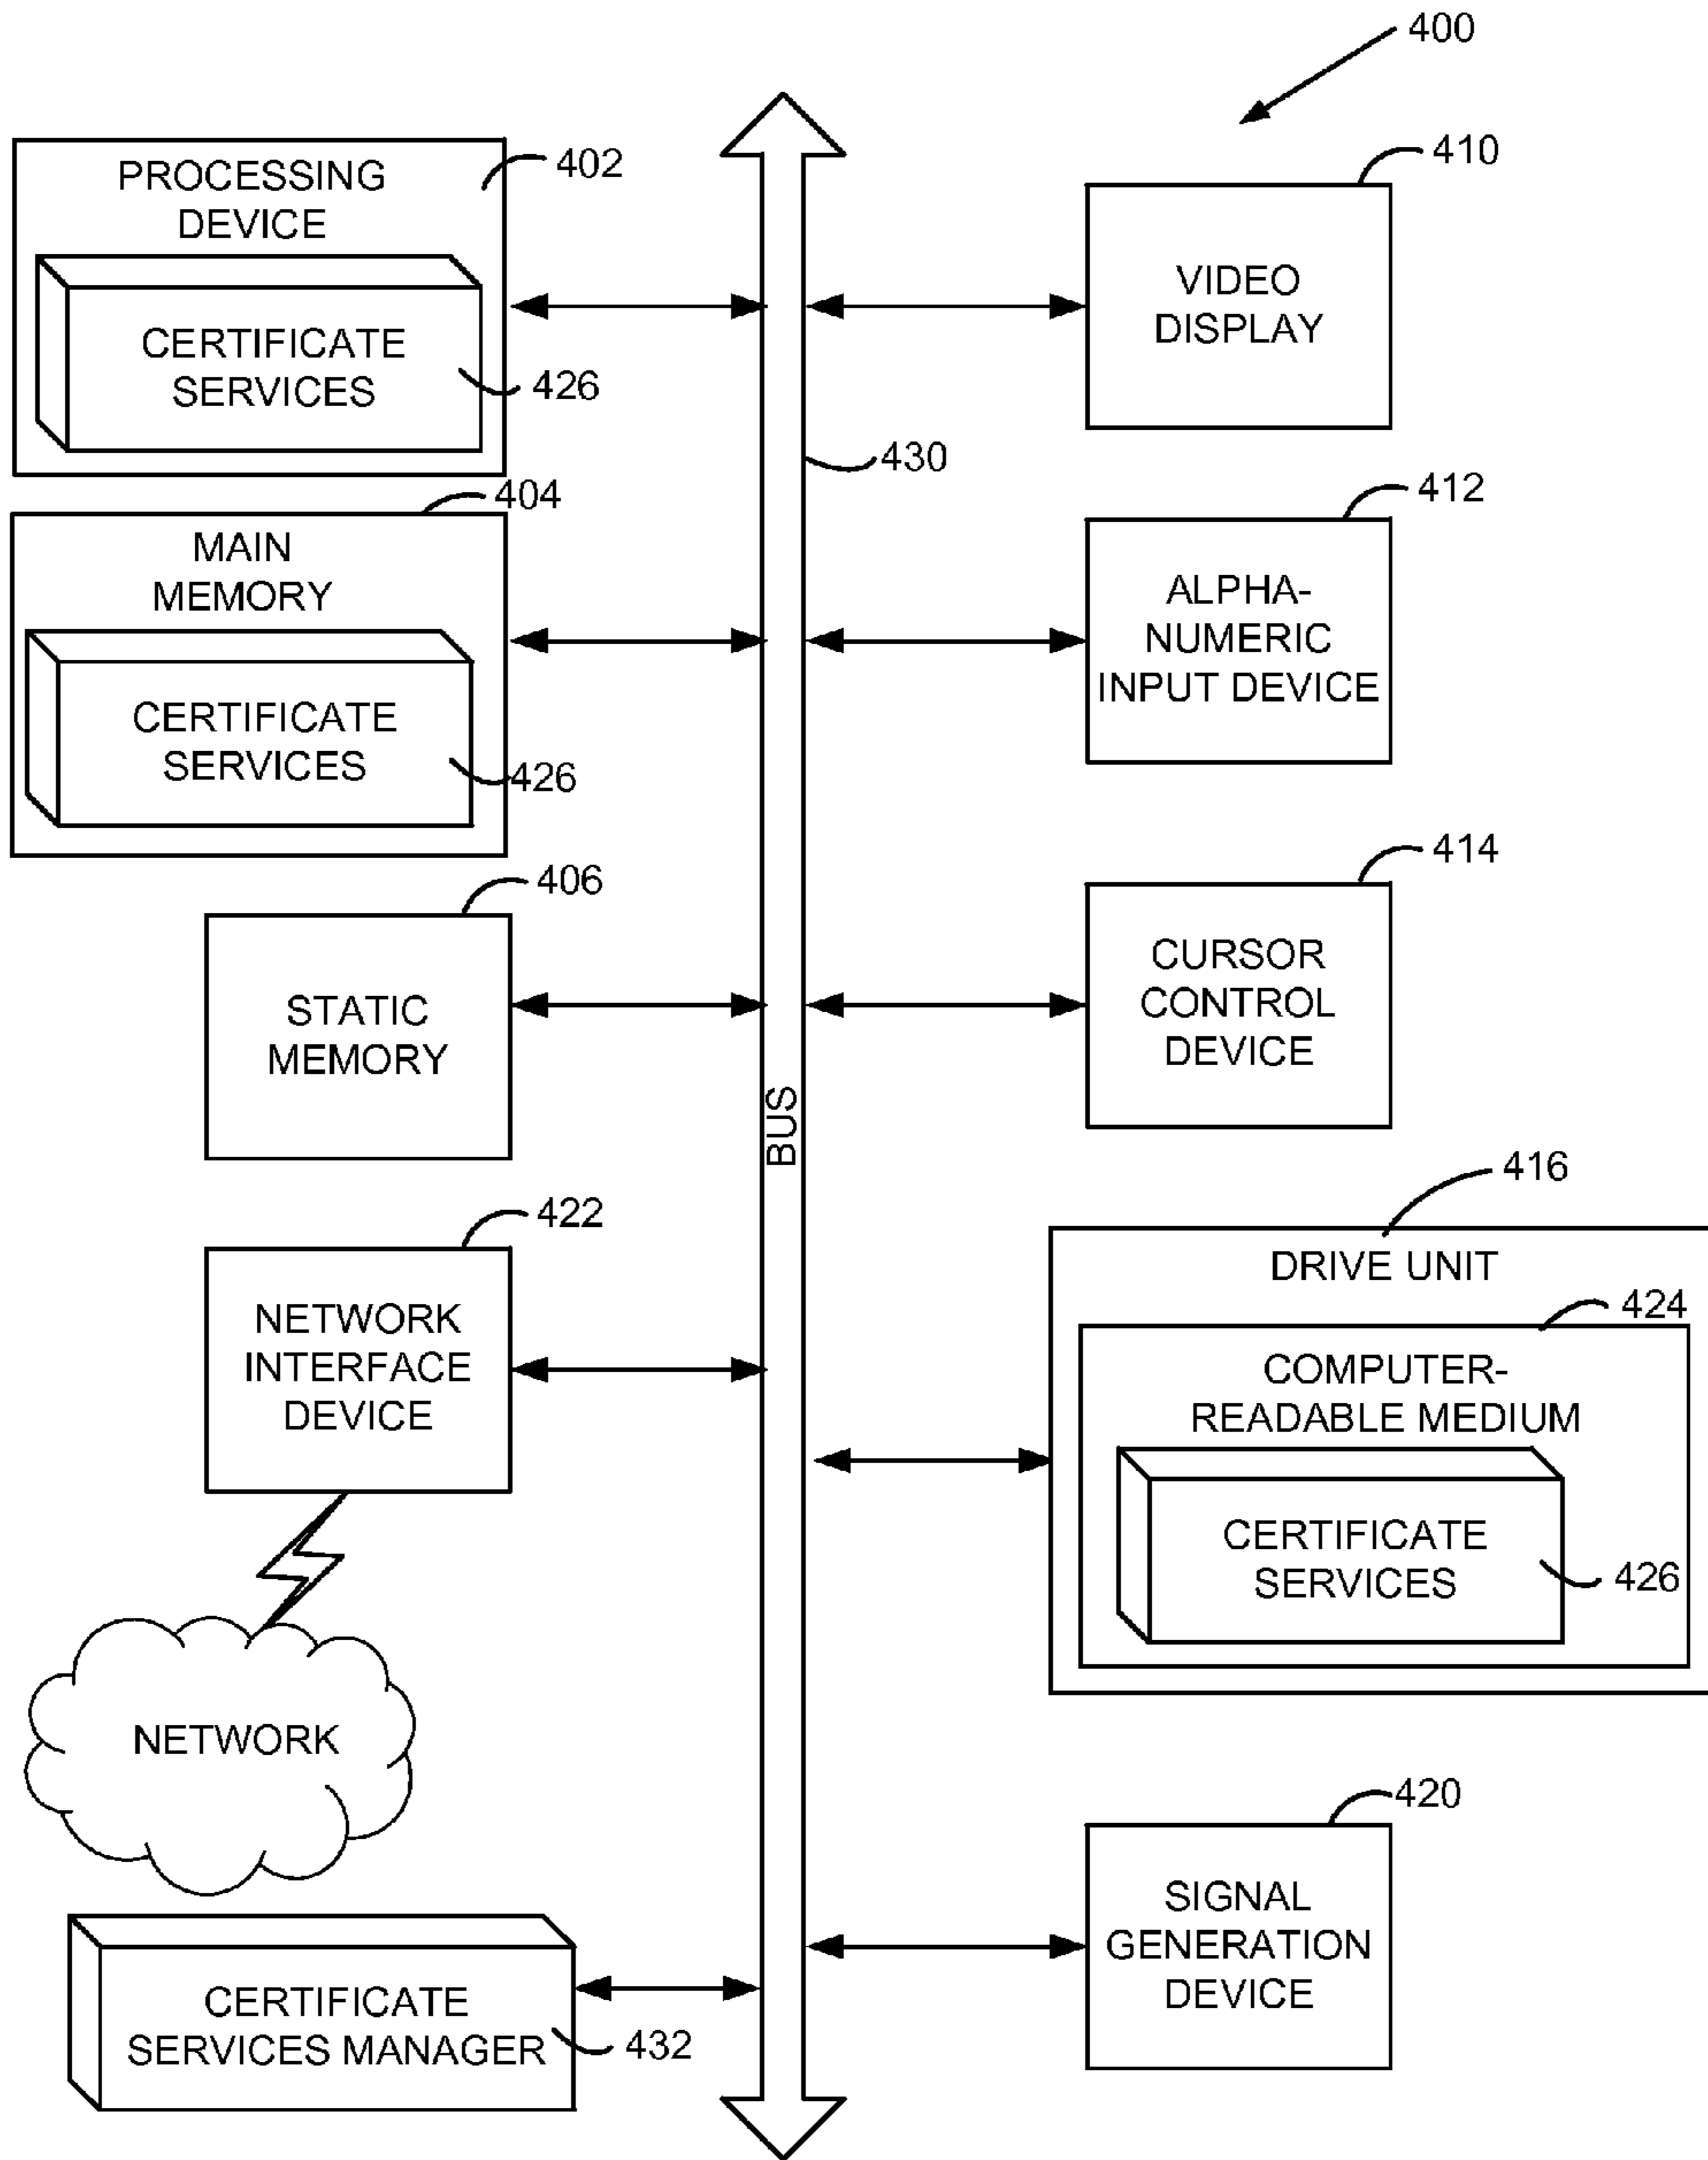 400
PROCESSING
DEVICE
402
CERTIFICATE
SERVICES
426
404
MAIN
MEMORY
CERTIFICATE
SERVICES
426
406
STATIC
MEMORY
422
NETWORK
INTERFACE
DEVICE
NETWORK
CERTIFICATE
SERVICES MANAGER
432
430
BUS
410
VIDEO
DISPLAY
412
ALPHA-
NUMERIC
INPUT DEVICE
414
CURSOR
CONTROL
DEVICE
416
DRIVE UNIT
424
COMPUTER-
READABLE MEDIUM
CERTIFICATE
SERVICES
426
420
SIGNAL
GENERATION
DEVICE